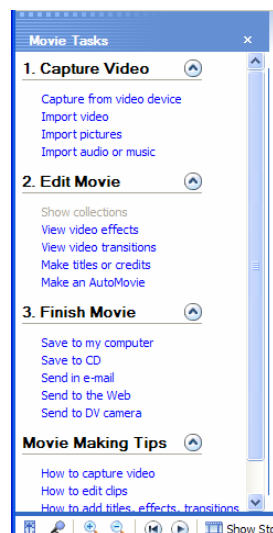 Movie Tasks
1. Capture Video
Capture from video device
Import video
Import pictures
Import audio or music
2. Edit Movie
Show collections
View video effects
View video transitions
Make titles or credits
Make an AutoMovie
3. Finish Movie
Save to my computer
Save to CD
Send in e-mail
Send to the Web
Send to DV camera
Movie Making Tips
How to capture video
How to edit clips
How to add titles, effects, transitions
Show Sto